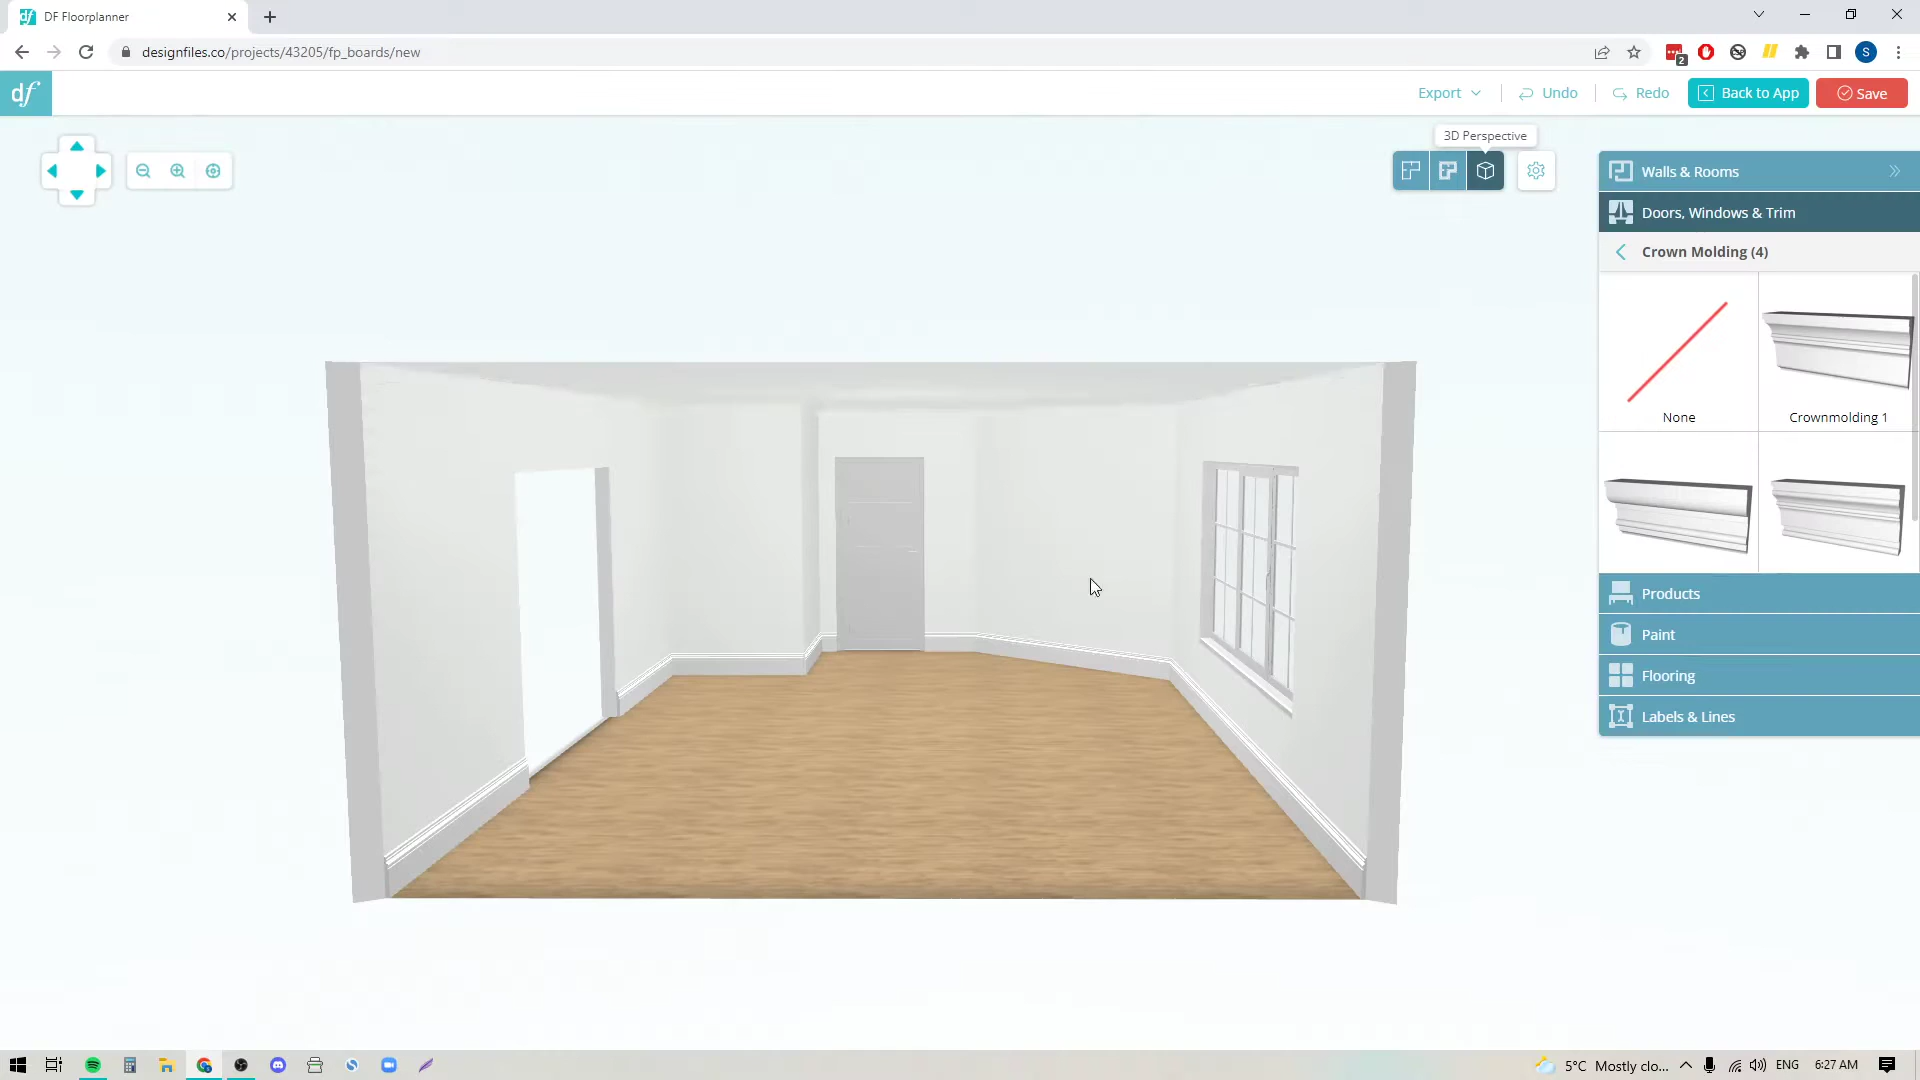 DF Floorplanner
designfiles.co/projects/43205/fp_boards/new
2
S
df
Export
Undo
Redo
Back to App
Save
3D Perspective
Walls & Rooms
Doors, Windows & Trim
Crown Molding (4)
None
Crownmolding 1
Products
Paint
Flooring
Labels & Lines
5°C Mostly clo...
ENG
6:27 AM